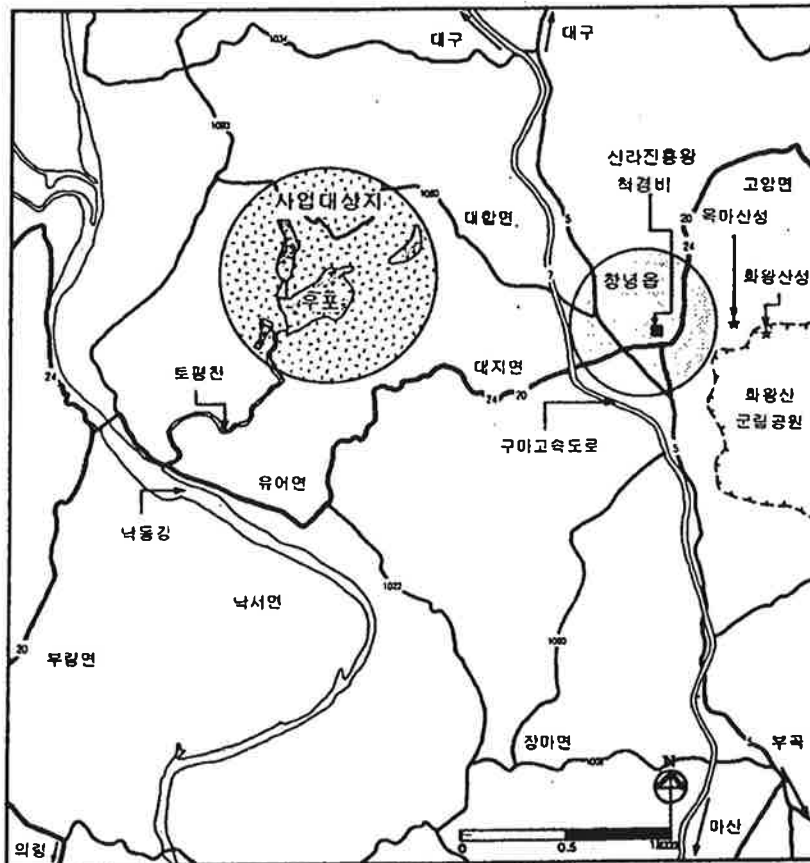 대구
대구
1034
1080
신라진흥왕
척경비
고암면
사업대상지
1080
대합면
5
20
24
목마산성
화왕산성
7
창녕읍
우포
토평천
대지면
24
20
24
화왕산
군립공원
구마고속도로
5
유어면
낙동강
1022
낙서면
20
부림면
1080
장마면
5
부곡
N
0
0.5
마산
의령